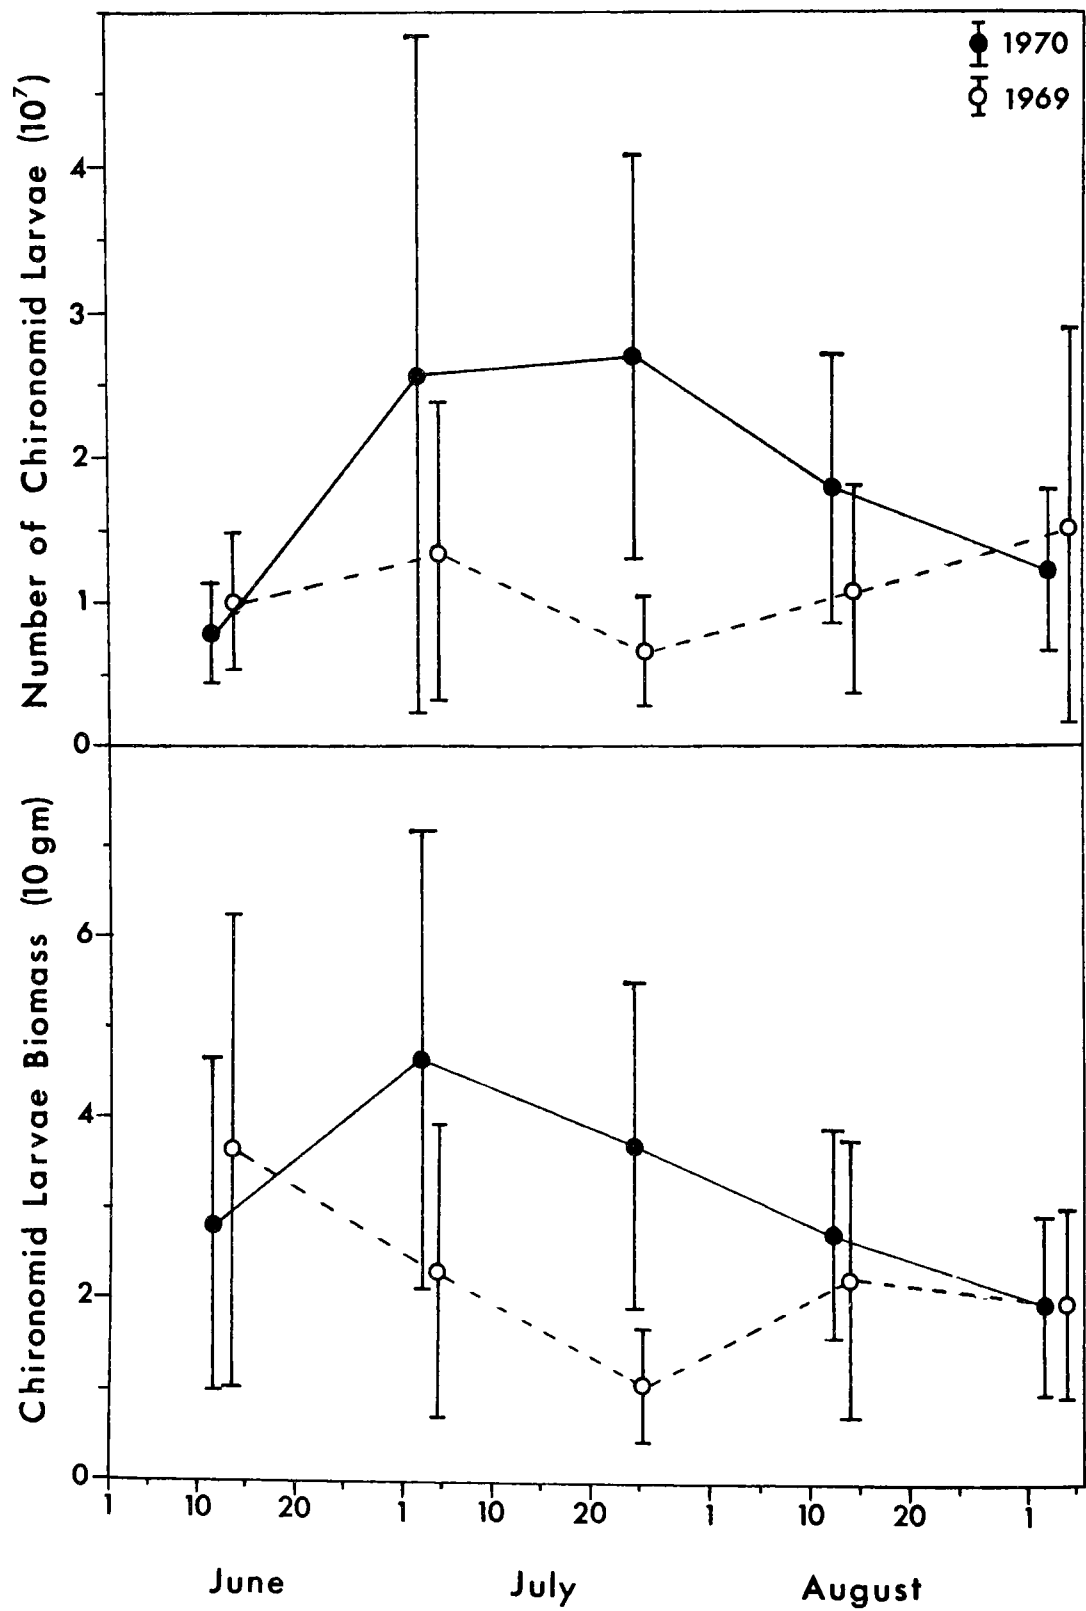 1970
1969
Number of Chironomid Larvae (10⁷)
4
3
2
1
0
Chironomid Larvae Biomass (10 gm)
6
4
2
0
1 10 20 1 10 20 1 10 20 1
June July August